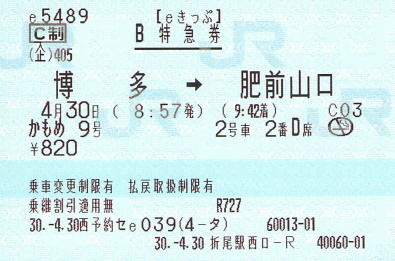 e5489 [eきっぷ]
C制 B 特急券
(企)405
博 多 → 肥前山口
4月30日( 8:57発) (9:42着) C03
かもめ 9号 2号車 2番D席
¥820
乗車変更制限有 払戻取扱制限有
乗継割引適用無 R727
30.-4.30西予約セe039(4-タ) 60013-01
30.-4.30 折尾駅西ロ-R 40060-01